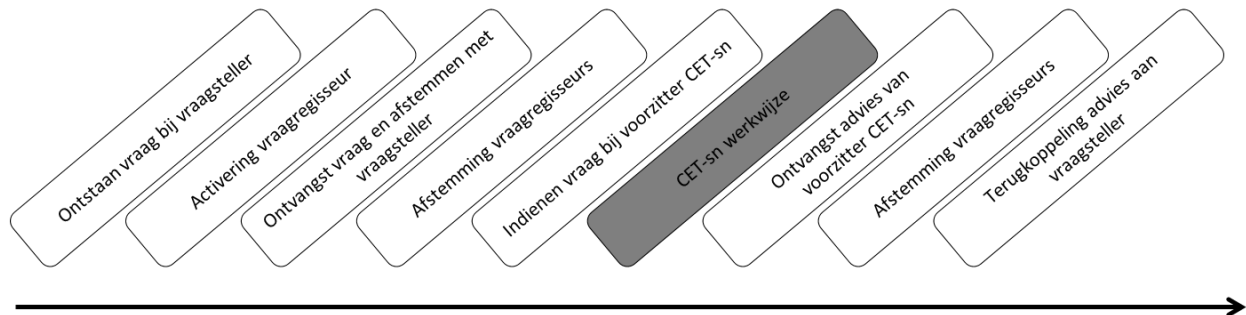 Ontstaan vraag bij vraagsteller
Activering vraagregisseur
Ontvangst vraag en afstemmen met
vraagsteller
Afstemming vraagregisseurs
Indienen vraag bij voorzitter CET-sn
CET-sn werkwijze
Ontvangst advies van
voorzitter CET-sn
Afstemming vraagregisseurs
Terugkoppeling advies aan
vraagsteller